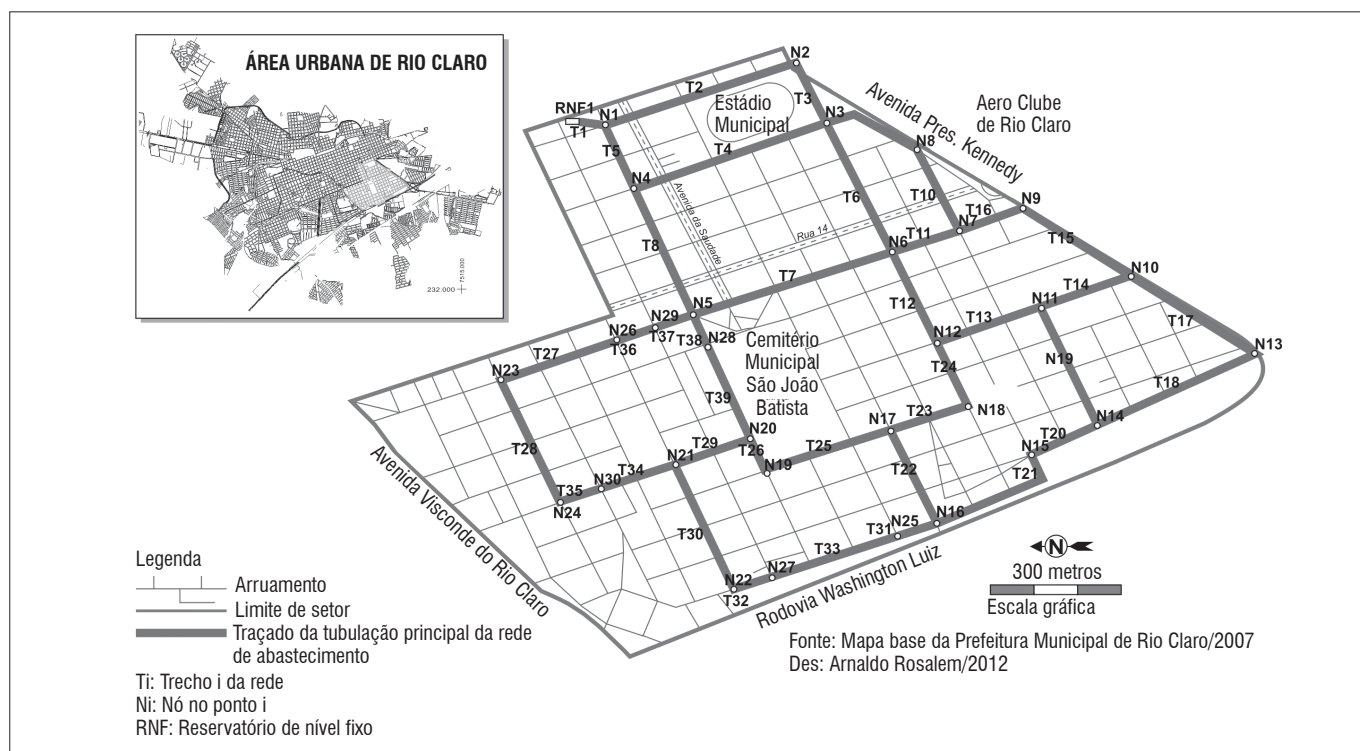 ÁREA URBANA DE RIO CLARO
232.000
7515.000
N2
T2
T3
RNF1
N1
T1
Estádio
Municipal
N3
Avenida Pres. Kennedy
Aero Clube
de Rio Claro
T5
T4
N8
N4
Avenida da Saudade
T6
T10
T16
N9
T8
Rua 14
N6
T11
N7
T15
T7
N10
N5
T12
T14
N29
N26
T37
T36
T38
N28
T13
N11
T17
N12
T27
N23
Cemitério
Municipal
São João
Batista
T24
N13
T39
N19
T18
T28
N20
T29
T26
N17
T23
N18
N14
T20
N21
T25
N19
N15
T34
N30
T35
N24
T22
T21
Avenida Visconde do Rio Claro
T30
N25
N16
T31
T33
N22
N27
T32
Rodovia Washington Luiz
N
300 metros
Escala gráfica
Legenda
Arruamento
Limite de setor
Traçado da tubulação principal da rede
de abastecimento
Ti: Trecho i da rede
Ni: Nó no ponto i
RNF: Reservatório de nível fixo
Fonte: Mapa base da Prefeitura Municipal de Rio Claro/2007
Des: Arnaldo Rosalem/2012